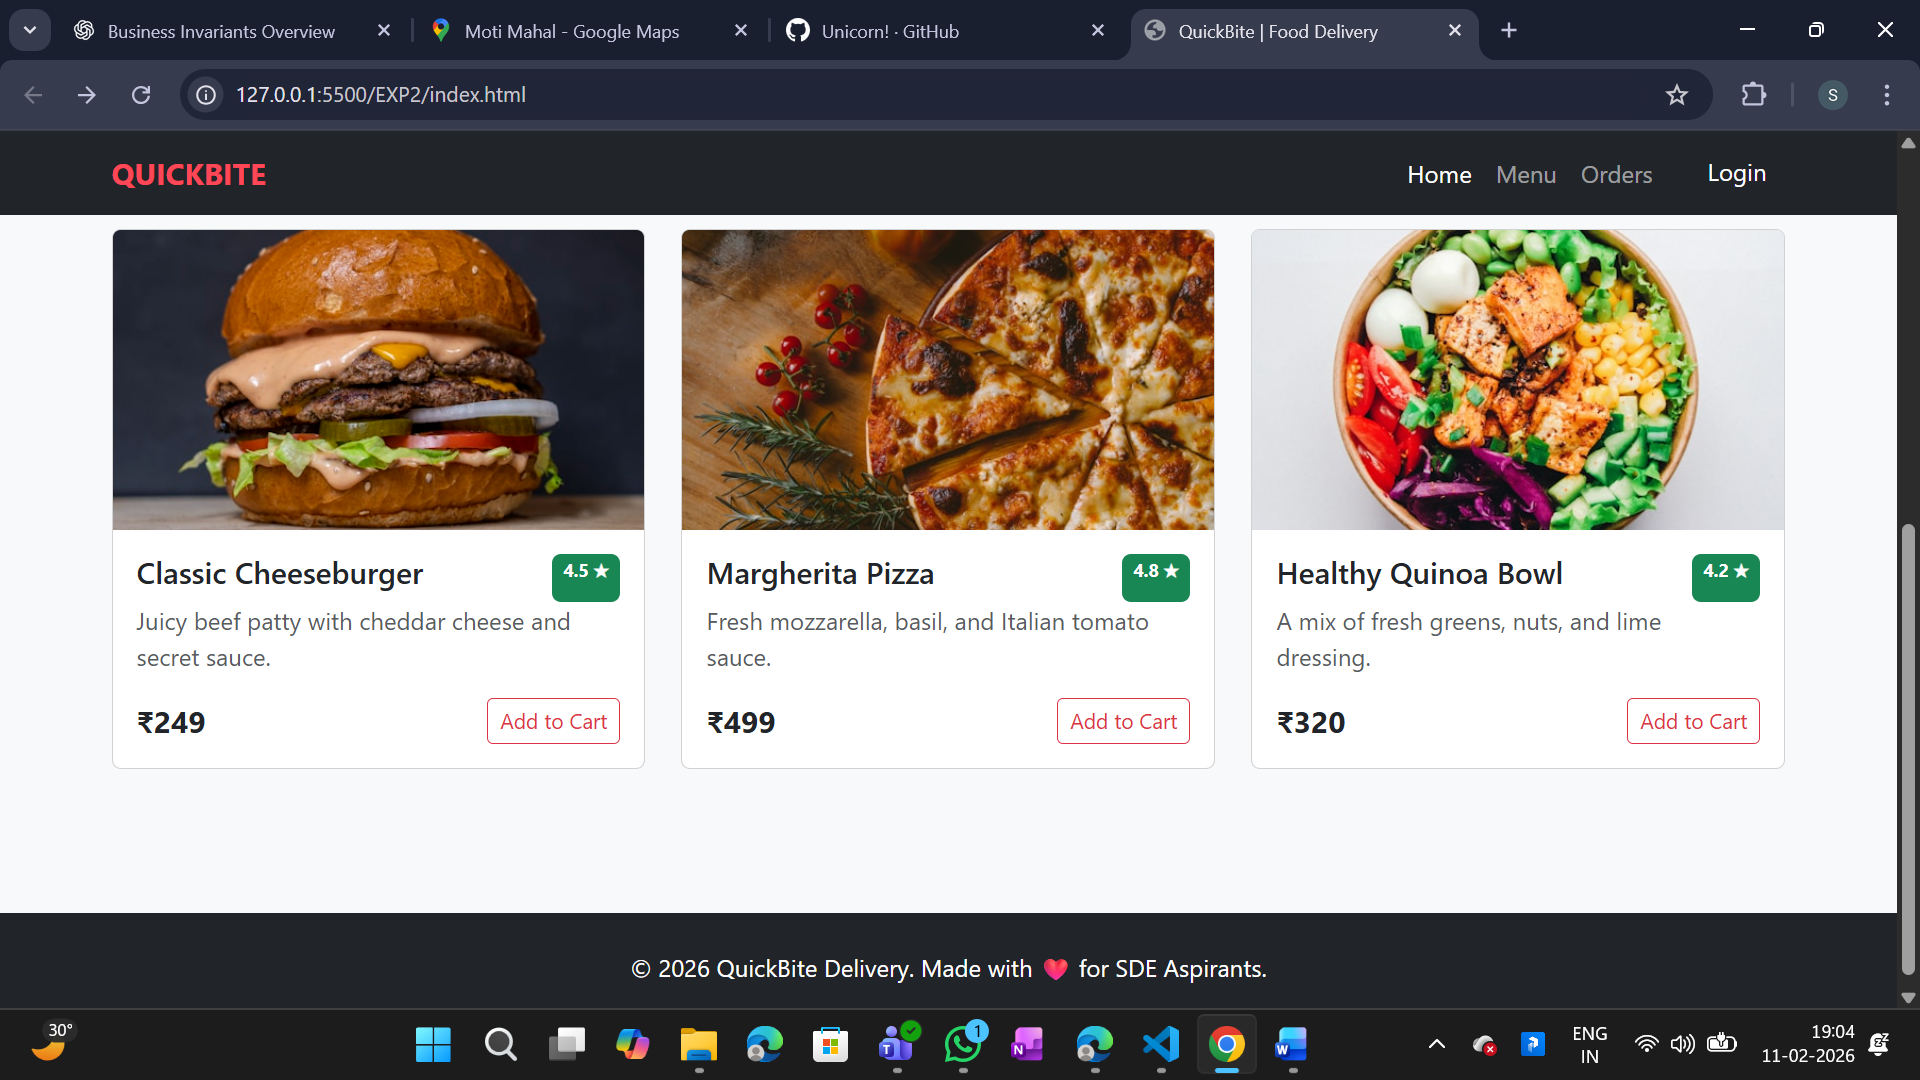 Business Invariants Overview
Moti Mahal - Google Maps
Unicorn! · GitHub
QuickBite | Food Delivery
127.0.0.1:5500/EXP2/index.html
S
QUICKBITE
Home
Menu
Orders
Login
Classic Cheeseburger
4.5 ★
Juicy beef patty with cheddar cheese and
secret sauce.
₹249
Add to Cart
Margherita Pizza
4.8 ★
Fresh mozzarella, basil, and Italian tomato
sauce.
₹499
Add to Cart
Healthy Quinoa Bowl
4.2 ★
A mix of fresh greens, nuts, and lime
dressing.
₹320
Add to Cart
© 2026 QuickBite Delivery. Made with ❤️ for SDE Aspirants.
30°
T
1
N
W
ENG
IN
19:04
11-02-2026